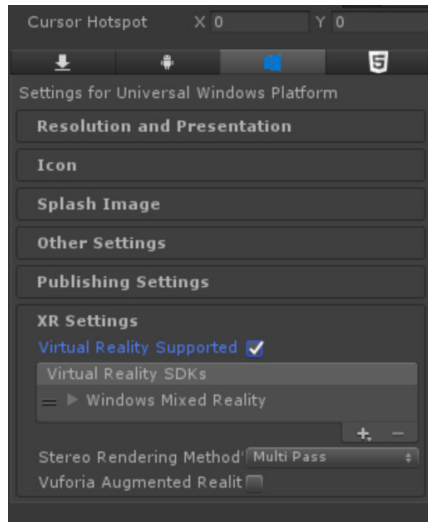 Cursor Hotspot X 0 Y 0
5
Settings for Universal Windows Platform
Resolution and Presentation
Icon
Splash Image
Other Settings
Publishing Settings
XR Settings
Virtual Reality Supported
Virtual Reality SDKs
Windows Mixed Reality
+ −
Stereo Rendering Method* Multi Pass
Vuforia Augmented Realit